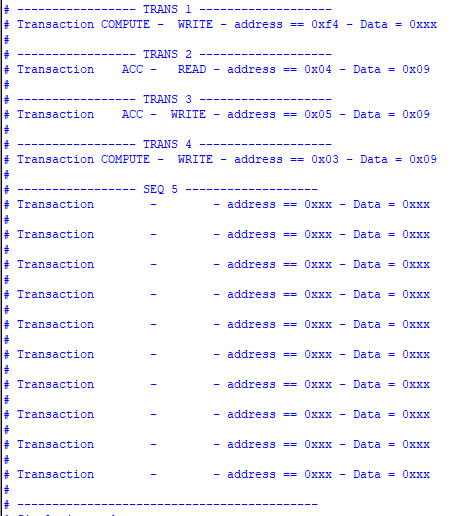 # ----------------- TRANS 1 -------------------
# Transaction COMPUTE -  WRITE - address == 0xf4 - Data = 0xxx
#
# ----------------- TRANS 2 -------------------
# Transaction    ACC -   READ - address == 0x04 - Data = 0x09
#
# ----------------- TRANS 3 -------------------
# Transaction    ACC -  WRITE - address == 0x05 - Data = 0x09
#
# ----------------- TRANS 4 -------------------
# Transaction COMPUTE -  WRITE - address == 0x03 - Data = 0x09
#
# ----------------- SEQ 5 -------------------
# Transaction        -        - address == 0xxx - Data = 0xxx
#
# Transaction        -        - address == 0xxx - Data = 0xxx
#
# Transaction        -        - address == 0xxx - Data = 0xxx
#
# Transaction        -        - address == 0xxx - Data = 0xxx
#
# Transaction        -        - address == 0xxx - Data = 0xxx
#
# Transaction        -        - address == 0xxx - Data = 0xxx
#
# Transaction        -        - address == 0xxx - Data = 0xxx
#
# Transaction        -        - address == 0xxx - Data = 0xxx
#
# Transaction        -        - address == 0xxx - Data = 0xxx
#
# Transaction        -        - address == 0xxx - Data = 0xxx
#
# -------------------------------------------